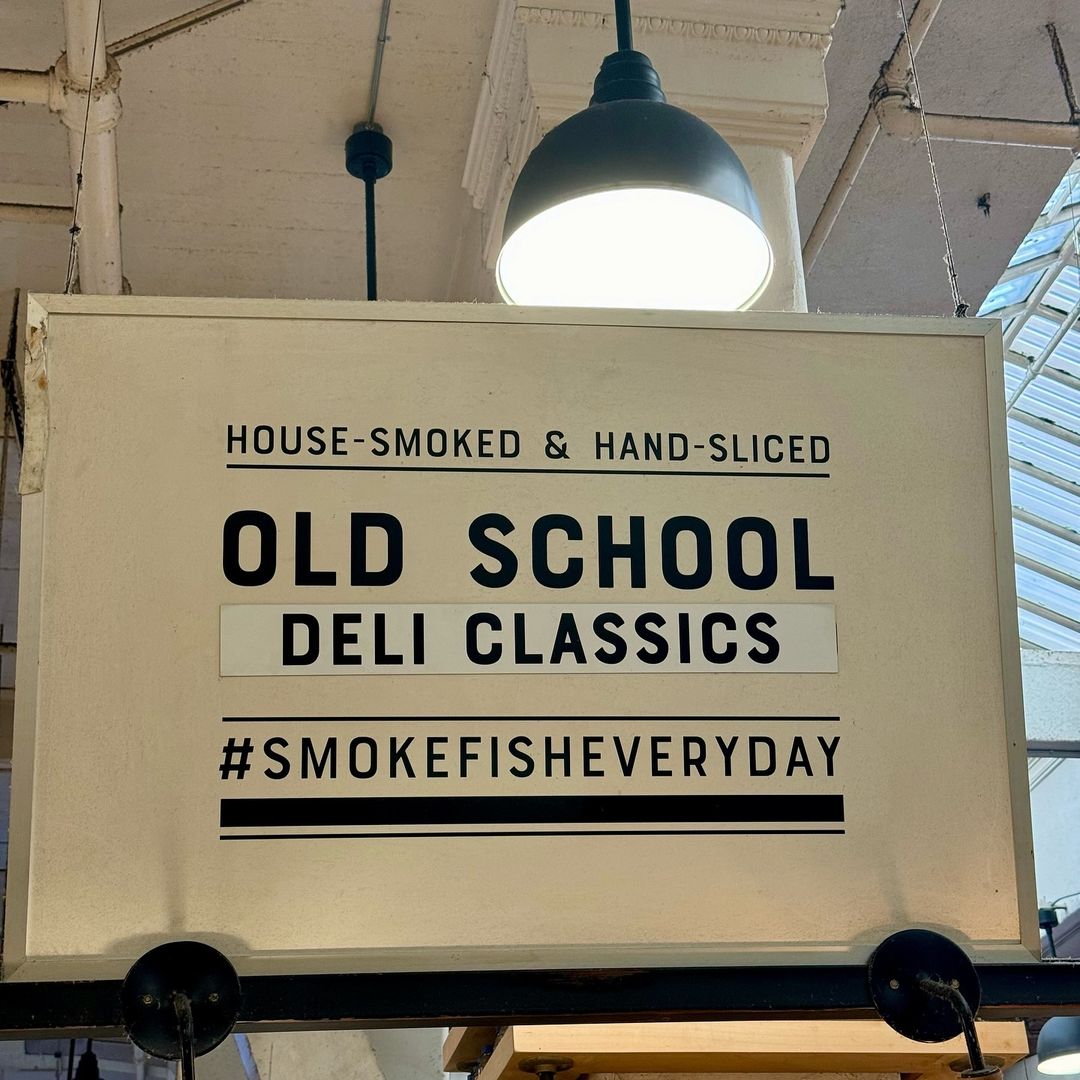 HOUSE-SMOKED & HAND-SLICED
OLD SCHOOL
DELI CLASSICS
#SMOKEFISHEVERYDAY